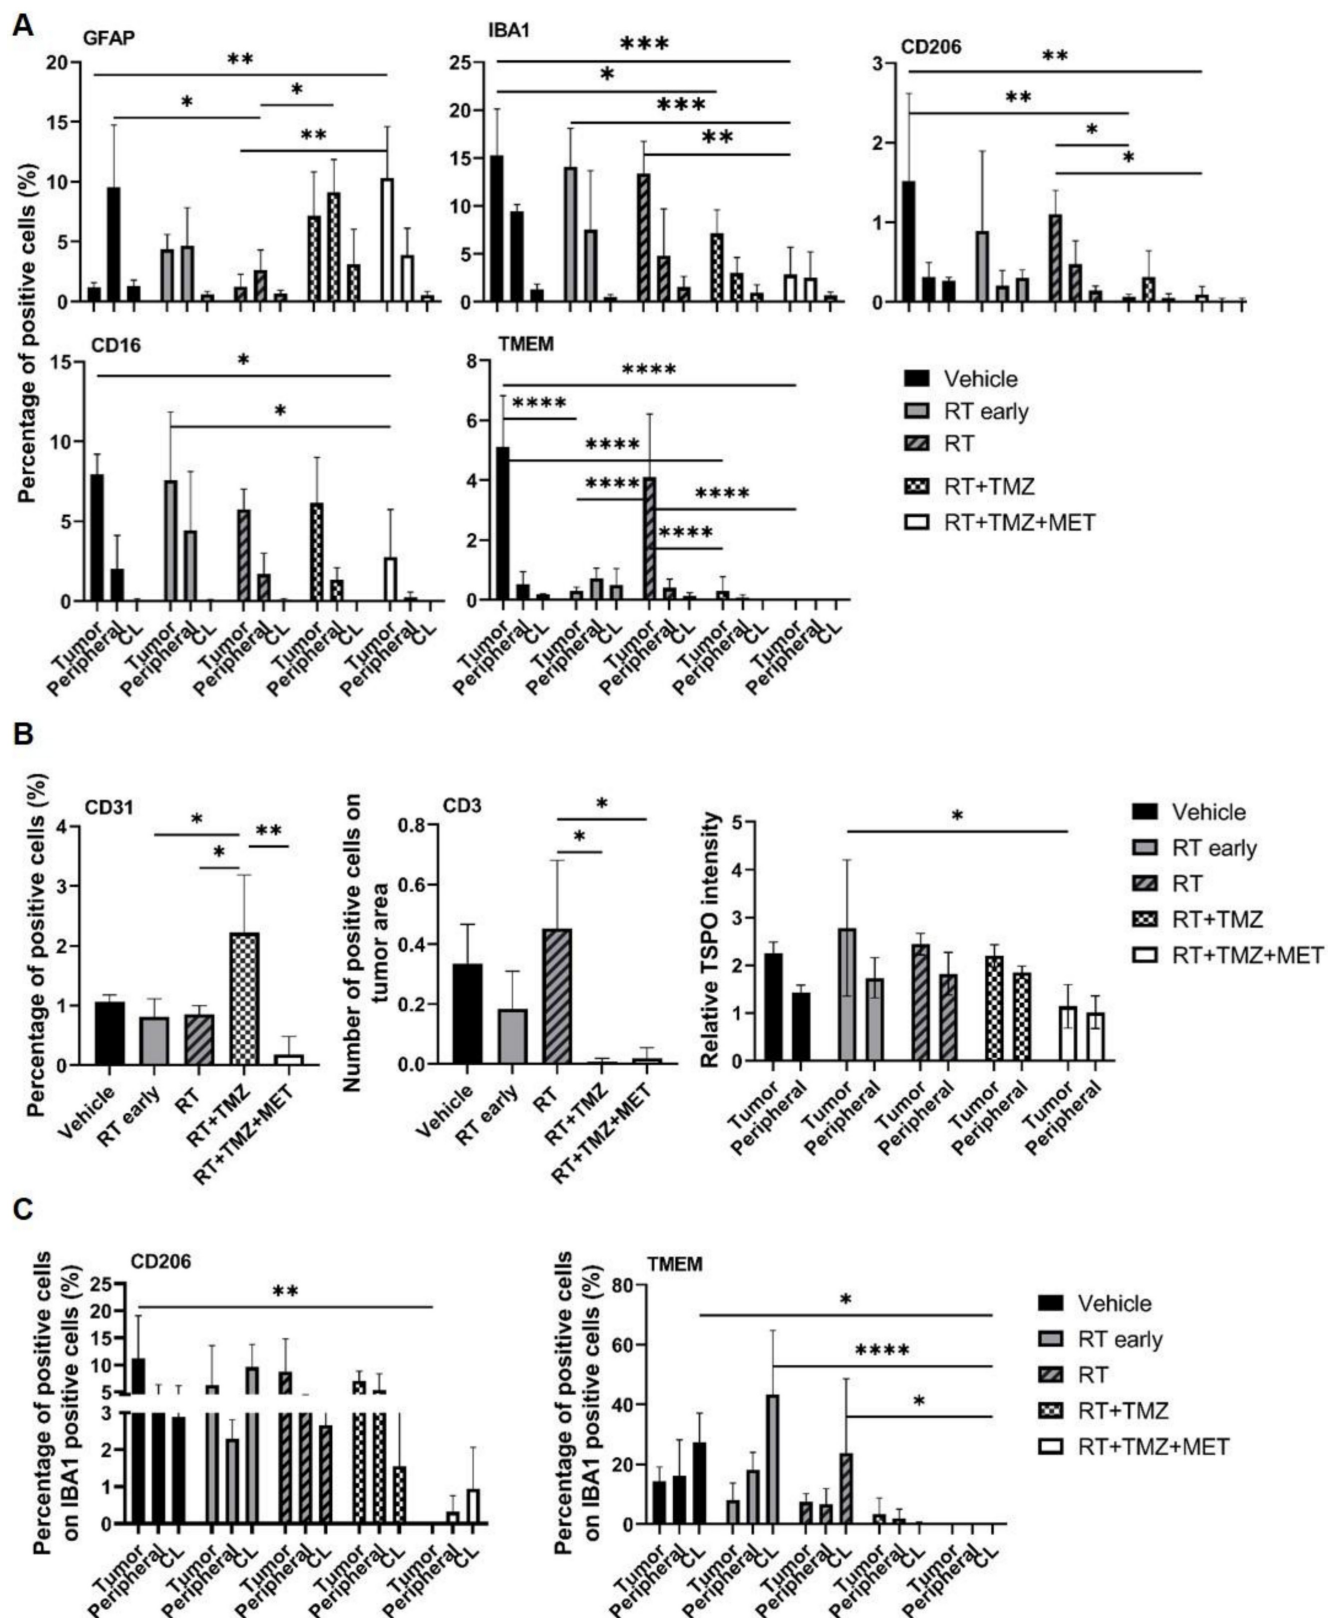 A
GFAP
Percentage of positive cells (%)
20
15
10
5
0
**
*
*
**
IBA1
25
20
15
10
5
0
***
*
***
**
CD206
3
2
1
0
**
**
*
*
CD16
15
10
5
0
*
*
Tumor
Peripheral
CL
Tumor
Peripheral
CL
Tumor
Peripheral
CL
Tumor
Peripheral
CL
Tumor
Peripheral
CL
TMEM
8
6
4
2
0
****
****
****
****
****
****
Tumor
Peripheral
CL
Tumor
Peripheral
CL
Tumor
Peripheral
CL
Tumor
Peripheral
CL
Tumor
Peripheral
CL
Vehicle
RT early
RT
RT+TMZ
RT+TMZ+MET
B
CD31
Percentage of positive cells (%)
4
3
2
1
0
*
**
*
Vehicle
RT early
RT
RT+TMZ
RT+TMZ+MET
CD3
Number of positive cells on
tumor area
0.8
0.6
0.4
0.2
0.0
*
*
Vehicle
RT early
RT
RT+TMZ
RT+TMZ+MET
Relative TSPO intensity
5
4
3
2
1
0
*
Tumor
Peripheral
Tumor
Peripheral
Tumor
Peripheral
Tumor
Peripheral
Tumor
Peripheral
Vehicle
RT early
RT
RT+TMZ
RT+TMZ+MET
C
CD206
Percentage of positive cells
on IBA1 positive cells (%)
25
20
15
10
5
3
2
1
0
**
Tumor
Peripheral
CL
Tumor
Peripheral
CL
Tumor
Peripheral
CL
Tumor
Peripheral
CL
Tumor
Peripheral
CL
TMEM
Percentage of positive cells
on IBA1 positive cells (%)
80
60
40
20
0
*
****
*
Tumor
Peripheral
CL
Tumor
Peripheral
CL
Tumor
Peripheral
CL
Tumor
Peripheral
CL
Tumor
Peripheral
CL
Vehicle
RT early
RT
RT+TMZ
RT+TMZ+MET